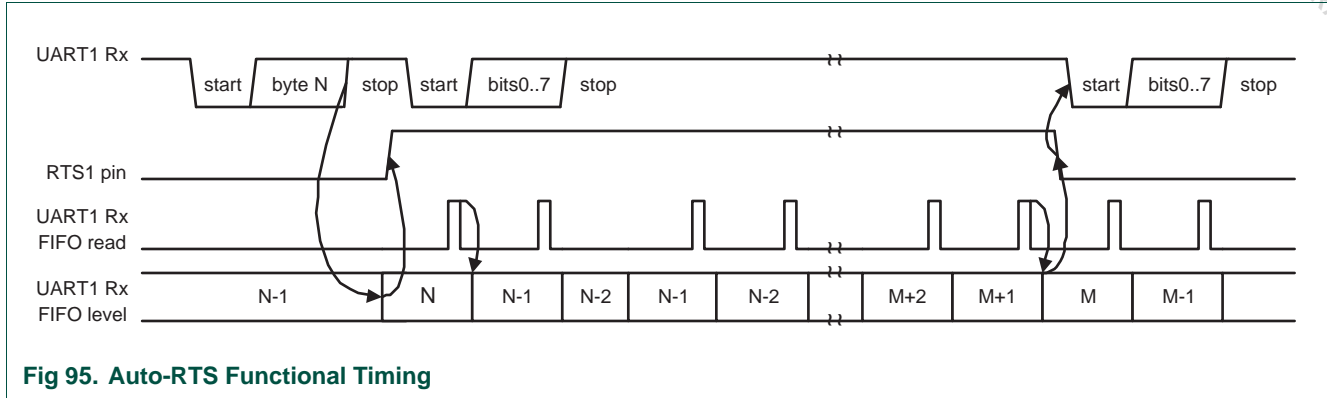 UART1 Rx
start byte N stop start bits0..7 stop start bits0..7 stop
RTS1 pin
UART1 Rx
FIFO read
UART1 Rx
FIFO level
N-1 N N-1 N-2 N-1 N-2 M+2 M+1 M M-1
Fig 95. Auto-RTS Functional Timing